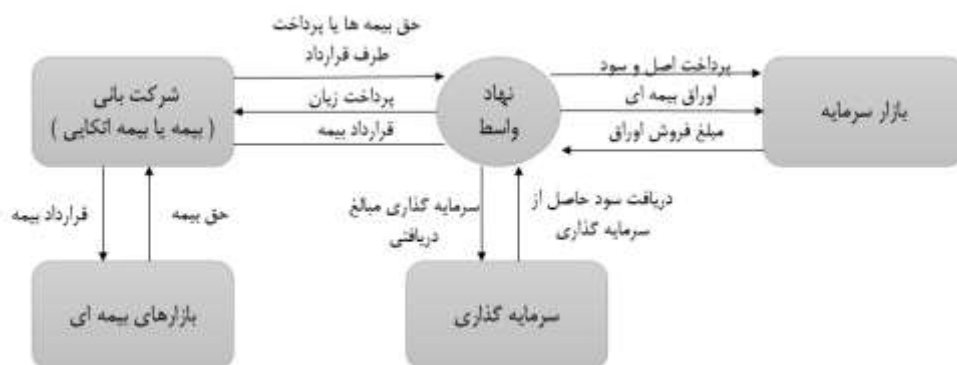 حق بیمه ها یا پرداخت
طرف قرارداد
پرداخت زیان
قرارداد بیمه
شرکت بانی
( بیمه یا بیمه اتکایی )
نهاد
واسط
پرداخت اصل و سود
اوراق بیمه ای
مبلغ فروش اوراق
بازار سرمایه
قرارداد بیمه
حق بیمه
سرمایه گذاری مبالغ
دریافتی
دریافت سود حاصل از
سرمایه گذاری
بازارهای بیمه ای
سرمایه گذاری